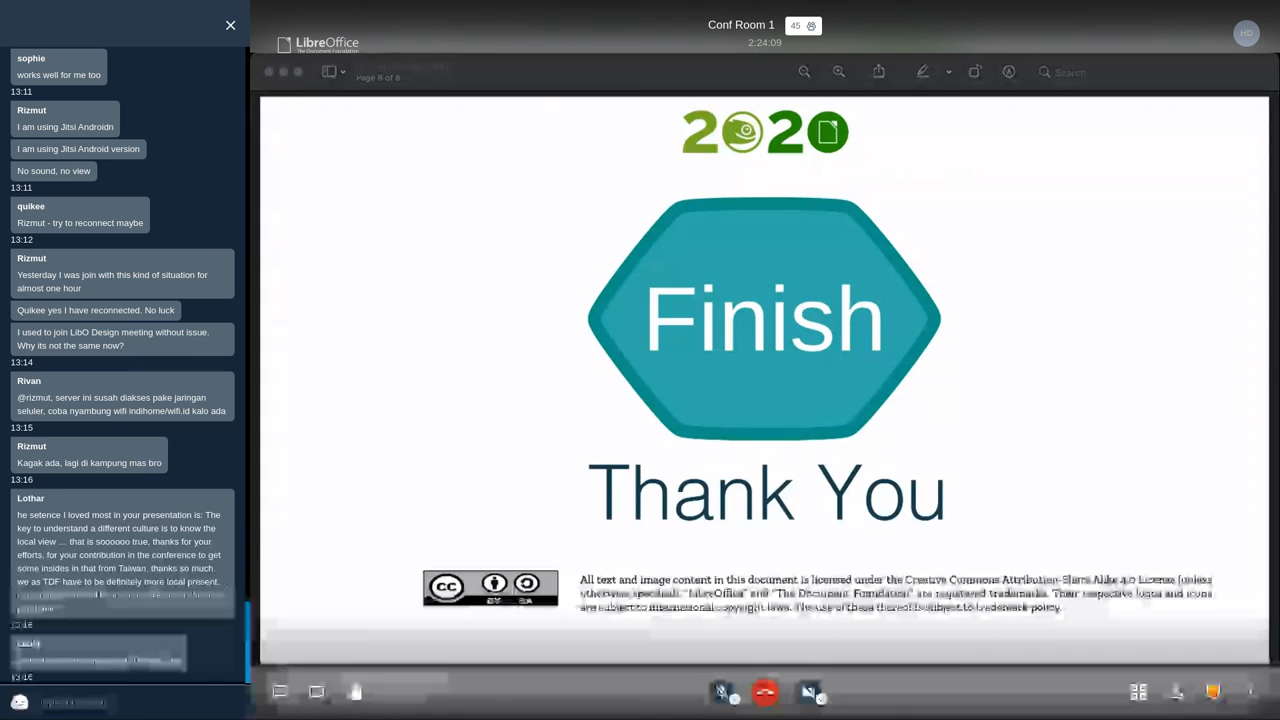 sophie
works well for me too
13:11
Rizmut
I am using Jitsi Androidn
I am using Jitsi Android version
No sound, no view
13:11
quikee
Rizmut - try to reconnect maybe
13:12
Rizmut
Yesterday I was join with this kind of situation for
almost one hour
Quikee yes I have reconnected. No luck
I used to join LibO Design meeting without issue.
Why its not the same now?
13:14
Rivan
@rizmut, server ini susah diakses pake jaringan
seluler, coba nyambung wifi indihome/wifi.id kalo ada
13:15
Rizmut
Kagak ada, lagi di kampung mas bro
13:16
Lothar
he setence I loved most in your presentation is: The
key to understand a different culture is to know the
local view … that is soooooo true, thanks for your
efforts, for your contribution in the conference to get
some insides in that from Taiwan, thanks so much,
we as TDF have to be definitely more local present,
Conf Room 1
45
2:24:09
HD
LibreOffice
The Document Foundation
Page 8 of 8
Search
2020
Finish
Thank You
CC
BY SA
All text and image content in this document is licensed under the Creative Commons Attribution-Share Alike 4.0 License (unless
otherwise specified). "LibreOffice" and "The Document Foundation" are registered trademarks. Their respective logos and icons
are subject to international copyright laws. The use of these thereof is subject to trademark policy.